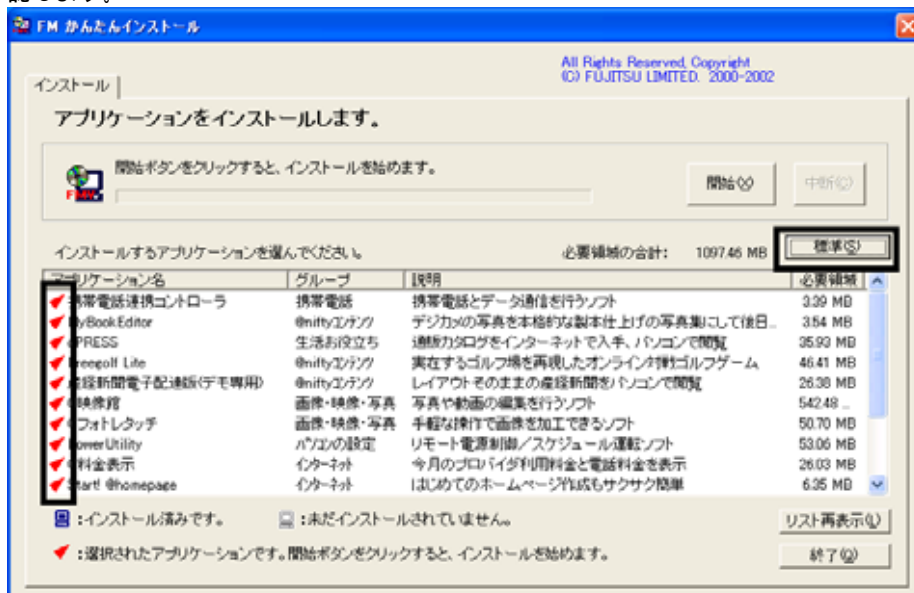 FM かんたんインストール
All Rights Reserved, Copyright
(C) FUJITSU LIMITED. 2000-2002
インストール
アプリケーションをインストールします。
開始ボタンをクリックすると、インストールを始めます。
開始(X)
中断(C)
FMV
インストールするアプリケーションを選んでください。
必要領域の合計: 1097.46 MB
標準(S)
アプリケーション名 グループ 説明 必要領域
携帯電話連携コントローラ 携帯電話 携帯電話とデータ通信を行うソフト 3.39 MB
MyBookEditor @niftyコンテンツ デジカメの写真を本格的な製本仕上げの写真集にして後日... 3.54 MB
PRESS 生活お役立ち 通販カタログをインターネットで入手、パソコンで閲覧 35.93 MB
freegolf Lite @niftyコンテンツ 実在するゴルフ場を再現したオンライン対戦ゴルフゲーム 46.41 MB
産経新聞電子配達版(デモ専用) @niftyコンテンツ レイアウトそのままの産経新聞をパソコンで閲覧 26.38 MB
@映像館 画像・映像・写真 写真や動画の編集を行うソフト 542.48 ...
@フォトレタッチ 画像・映像・写真 手軽な操作で画像を加工できるソフト 50.70 MB
PowerUtility パソコンの設定 リモート電源制御/スケジュール運転ソフト 53.06 MB
@料金表示 インターネット 今月のプロバイダ利用料金と電話料金を表示 26.03 MB
Start! @homepage インターネット はじめてのホームページ作成もサクサク簡単 6.35 MB
:インストール済みです。 :未だインストールされていません。
リスト再表示(L)
:選択されたアプリケーションです。開始ボタンをクリックすると、インストールを始めます。
終了(Q)